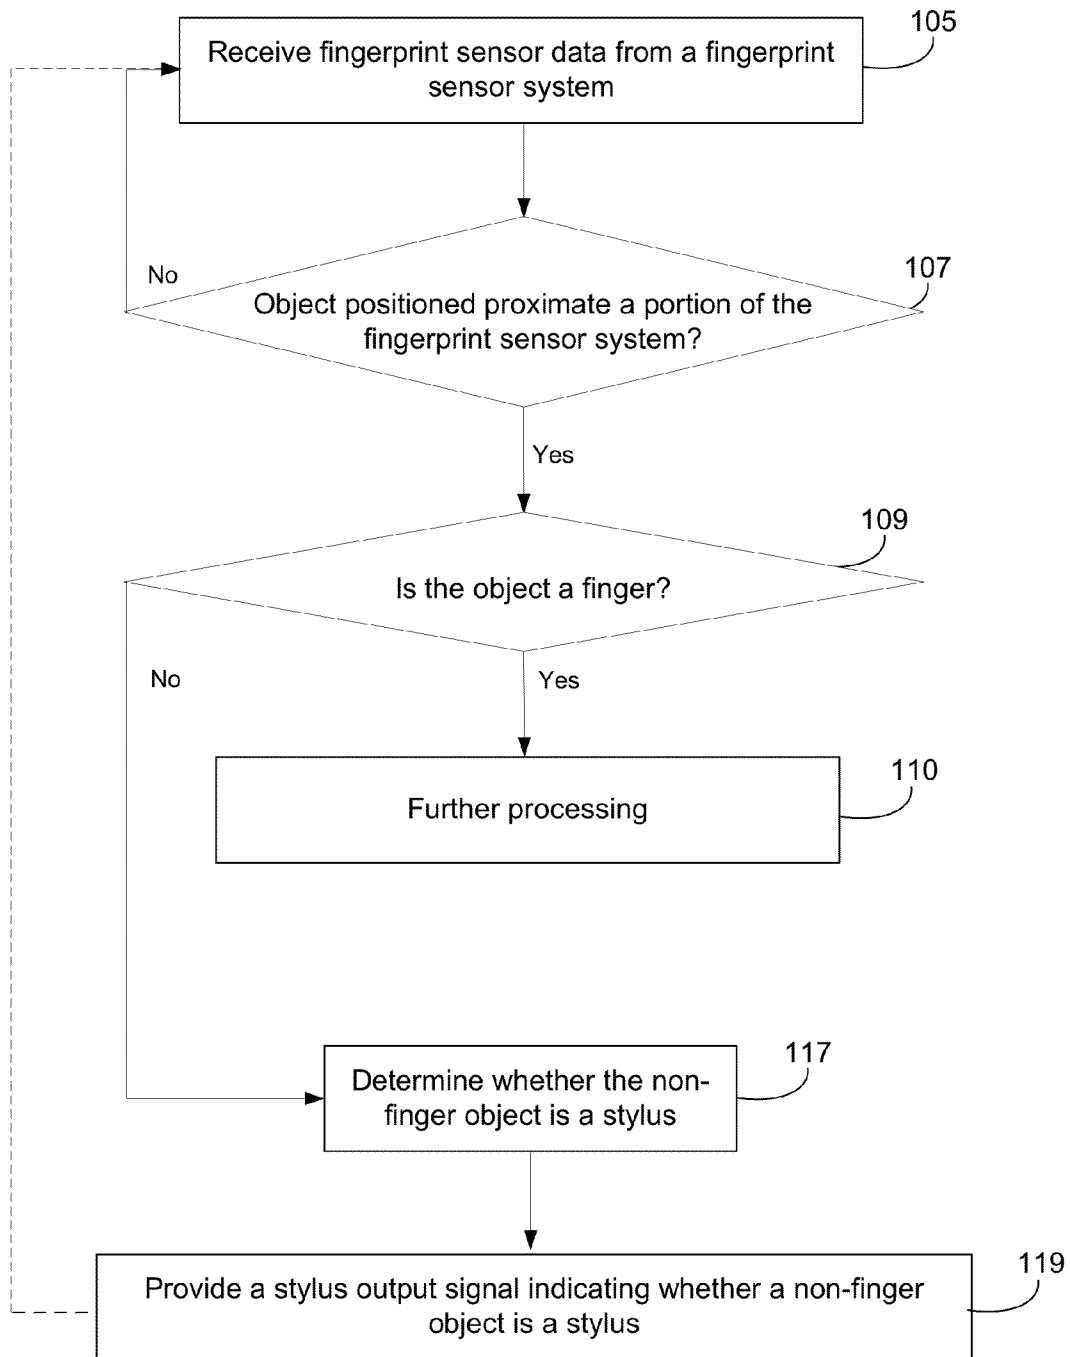 105
Receive fingerprint sensor data from a fingerprint
sensor system
No
107
Object positioned proximate a portion of the
fingerprint sensor system?
Yes
109
Is the object a finger?
No
Yes
110
Further processing
117
Determine whether the non-
finger object is a stylus
119
Provide a stylus output signal indicating whether a non-finger
object is a stylus